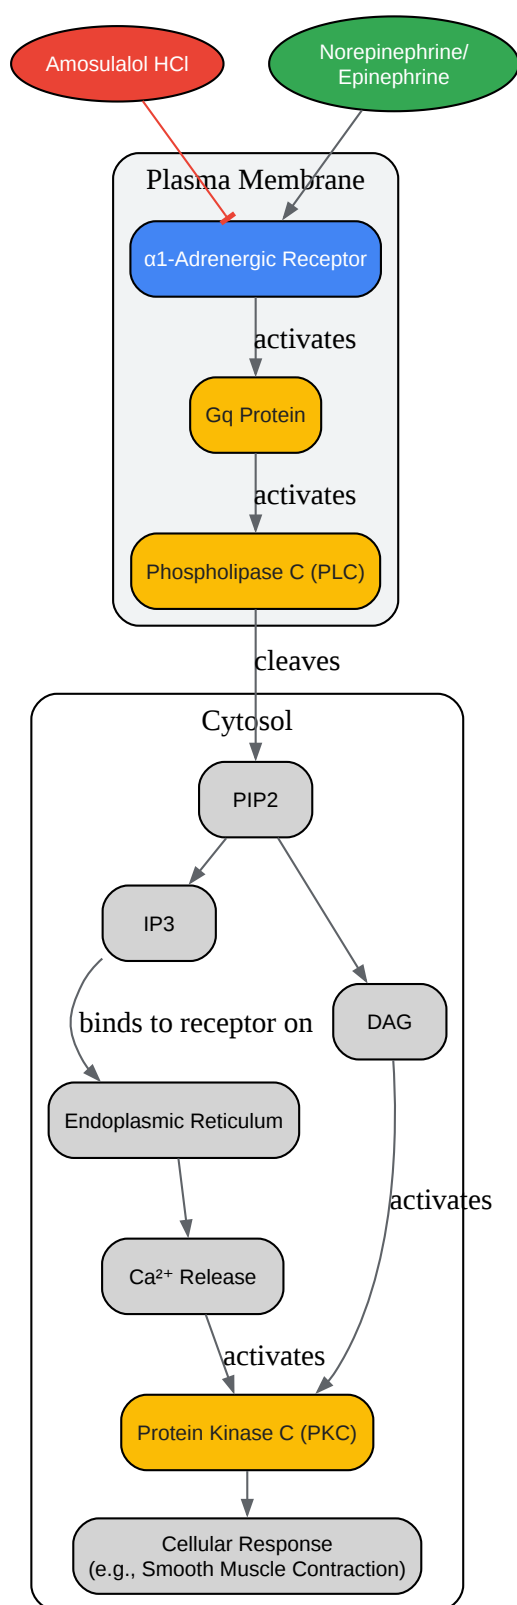 Amosulalol HCl
Norepinephrine/
Epinephrine
Plasma Membrane
α1-Adrenergic Receptor
activates
Gq Protein
activates
Phospholipase C (PLC)
cleaves
Cytosol
PIP2
IP3
binds to receptor on
DAG
Endoplasmic Reticulum
activates
Ca²⁺ Release
activates
Protein Kinase C (PKC)
Cellular Response
(e.g., Smooth Muscle Contraction)